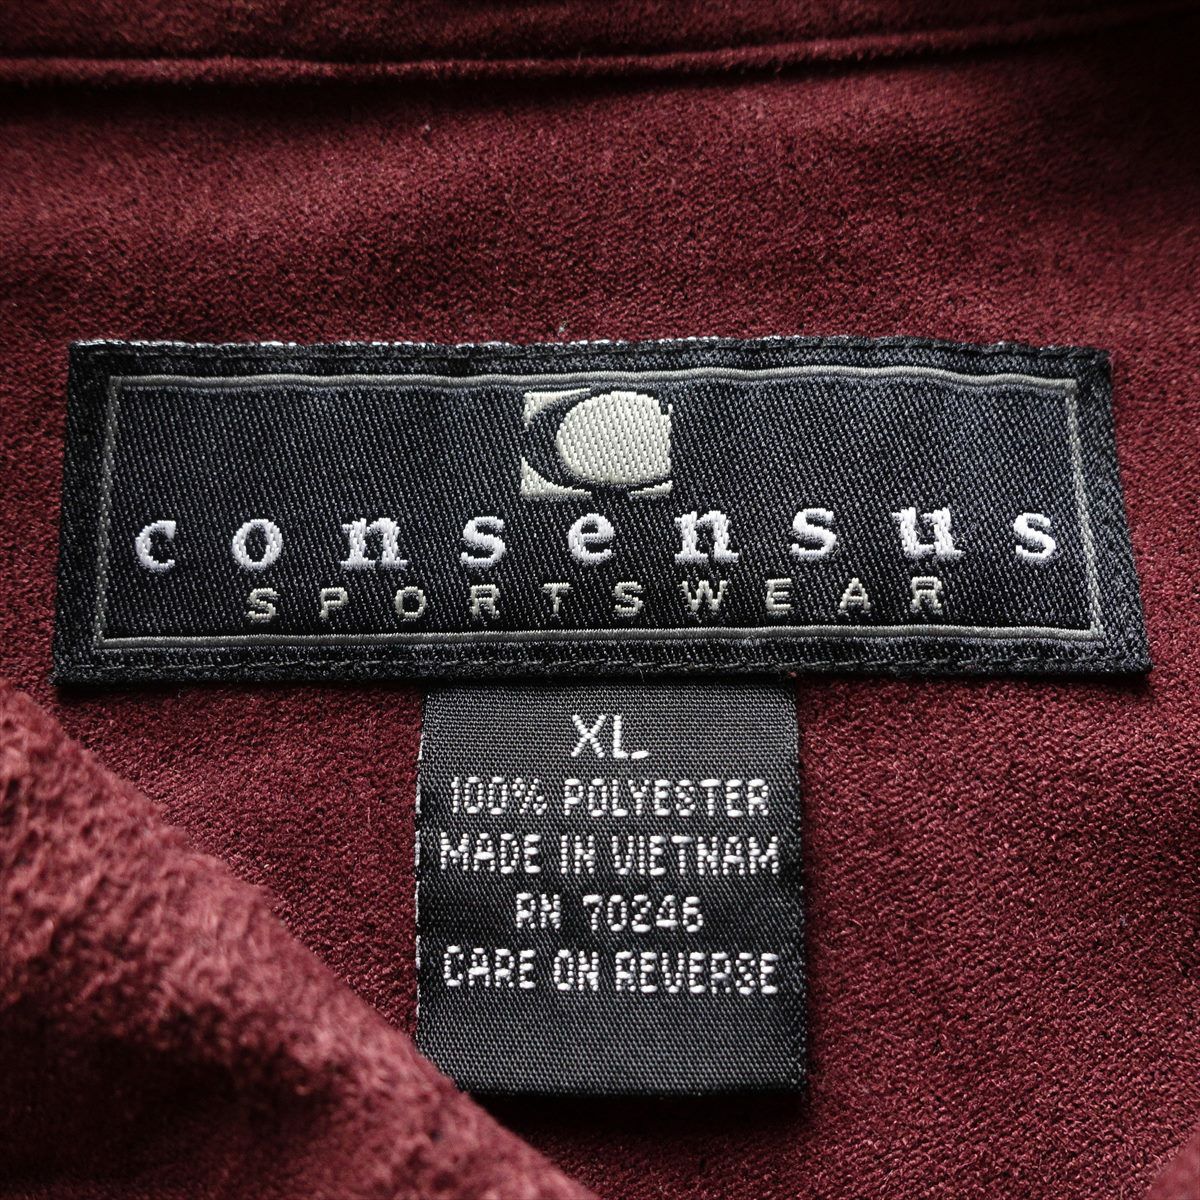 consensus
SPORTSWEAR
XL
100% POLYESTER
MADE IN VIETNAM
RN 70246
CARE ON REVERSE